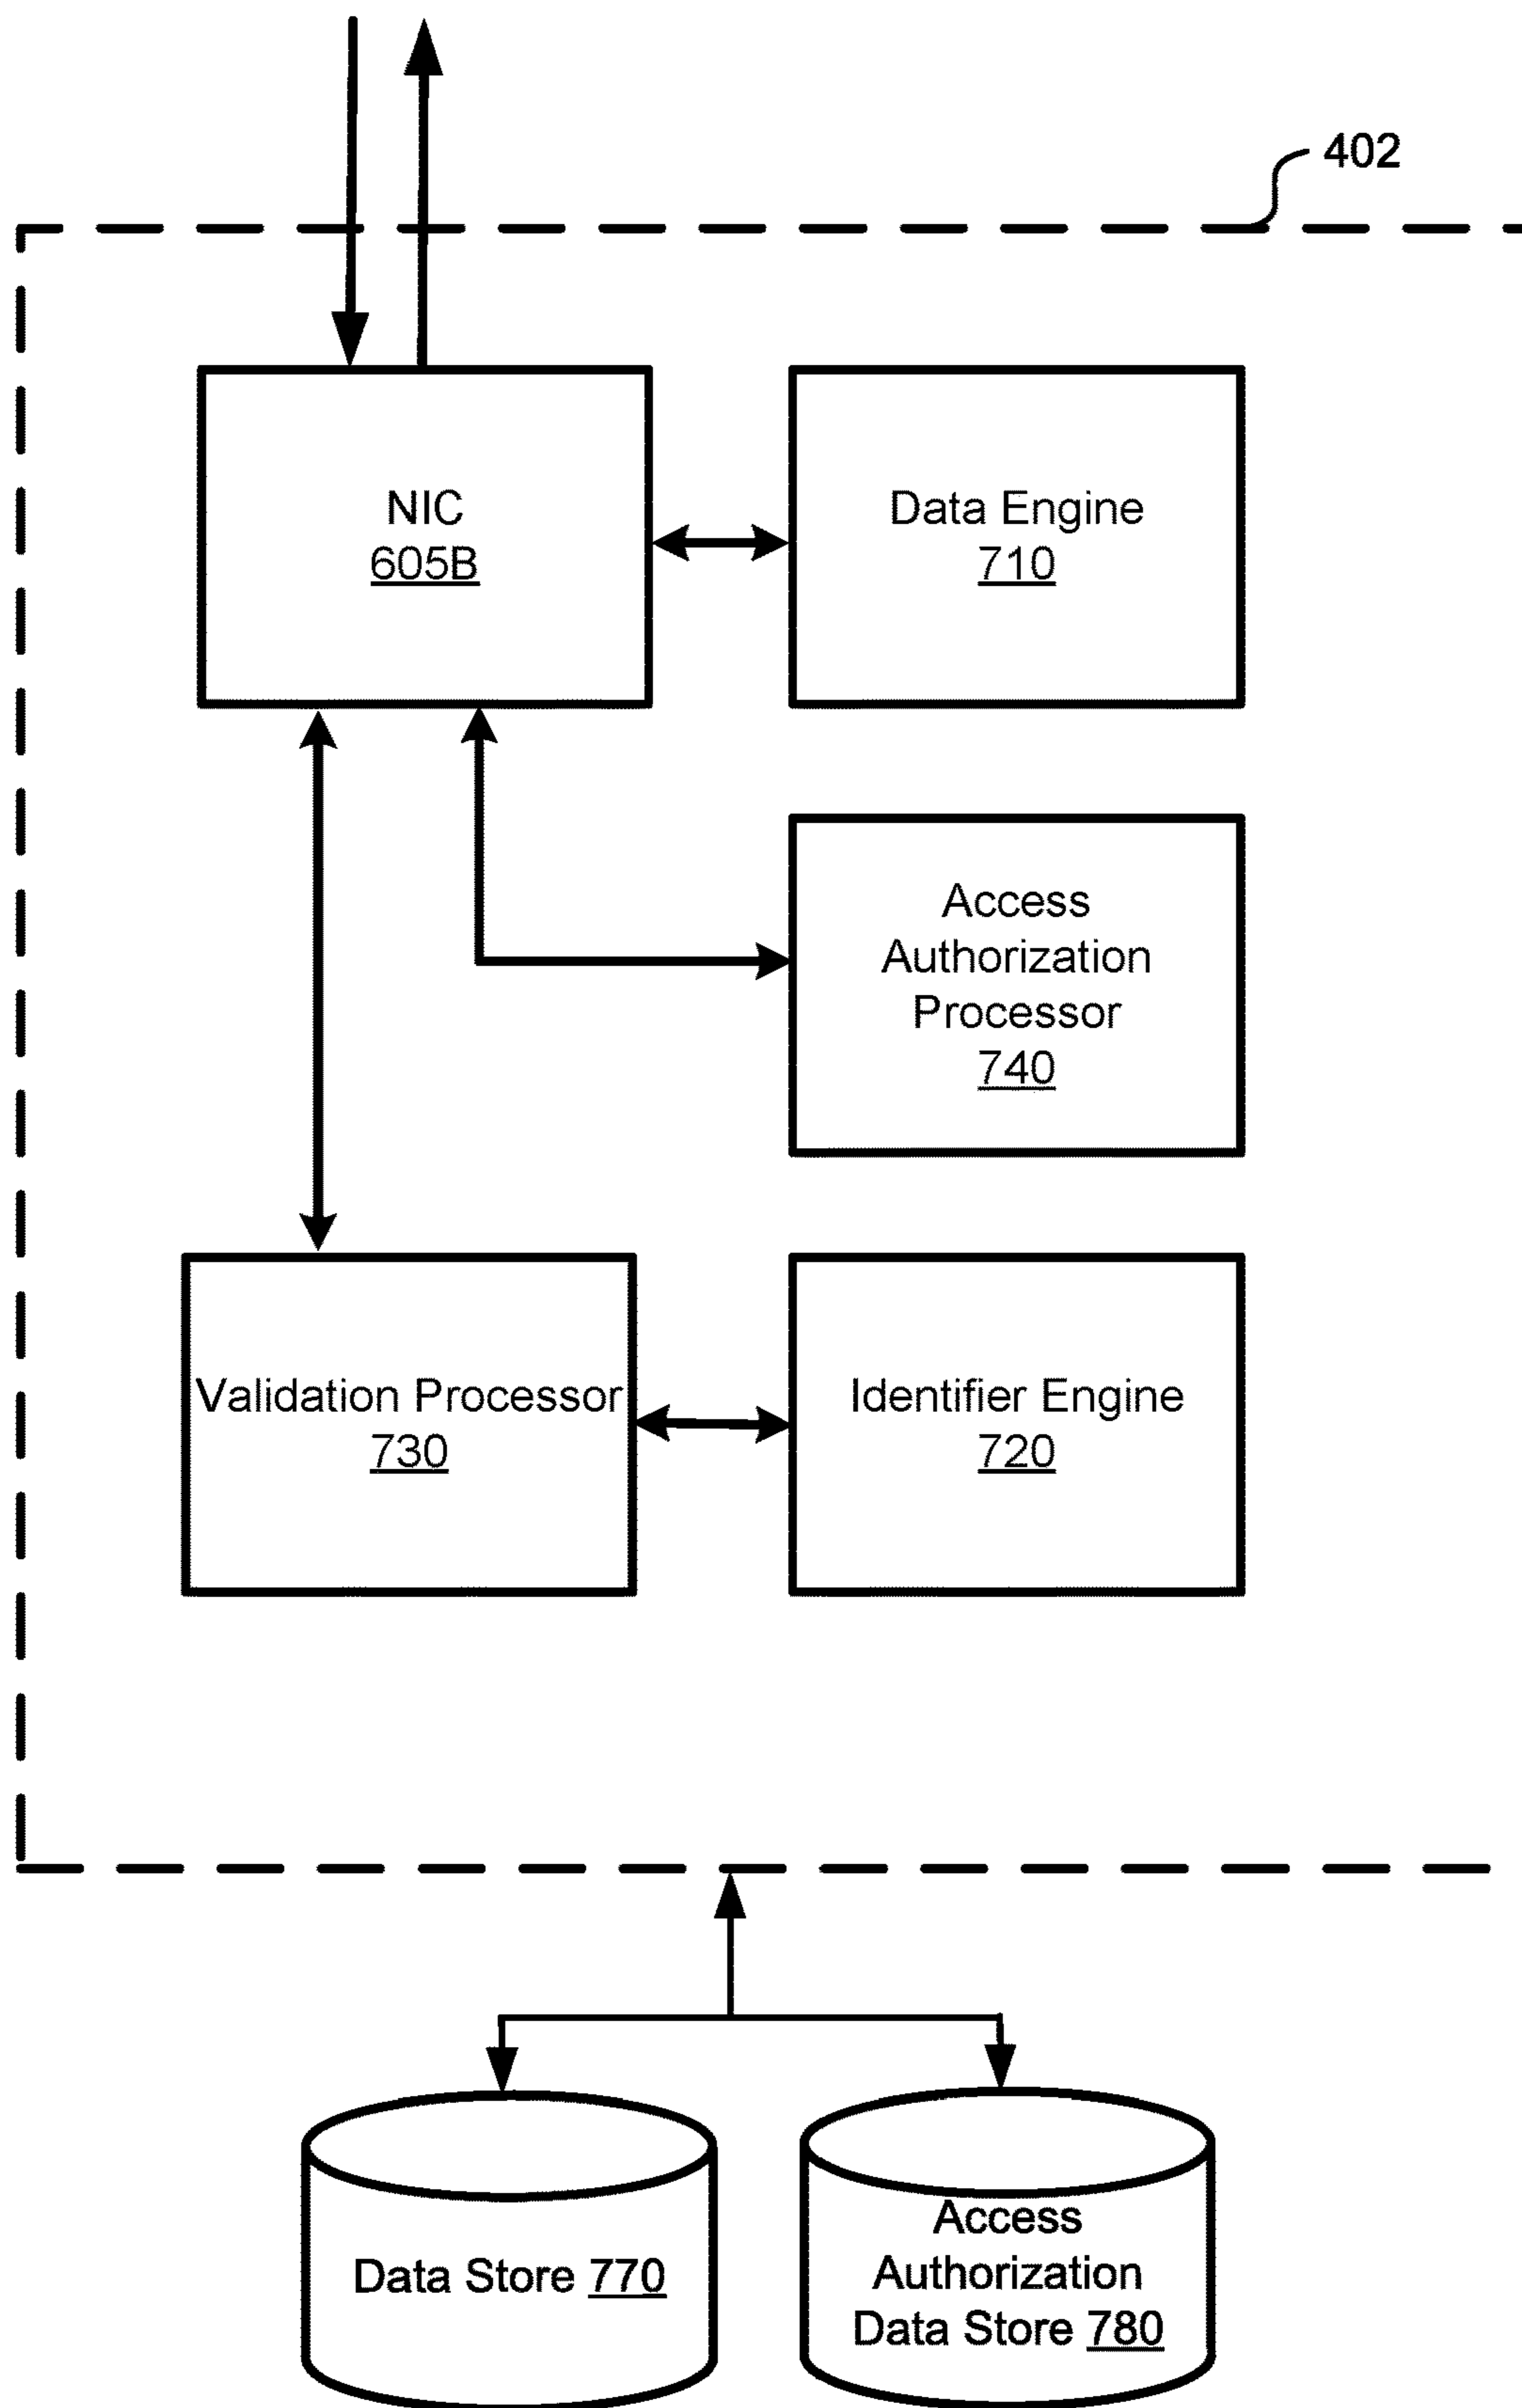 402
NIC
605B
Data Engine
710
Access
Authorization
Processor
740
Validation Processor
730
Identifier Engine
720
Data Store 770
Access
Authorization
Data Store 780